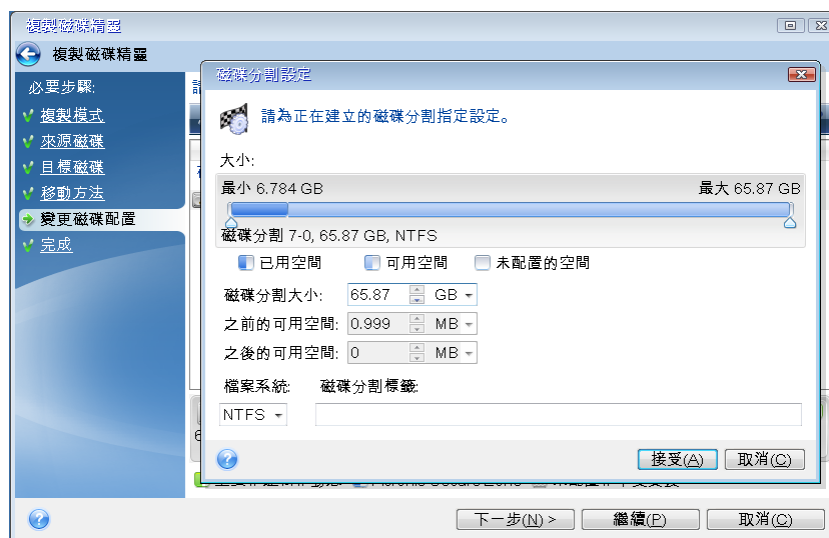 複製磁碟精靈
複製磁碟精靈
必要步驟:
複製模式
來源磁碟
目標磁碟
移動方法
變更磁碟配置
完成
磁碟分割設定
請為正在建立的磁碟分割指定設定。
大小:
最小 6.784 GB 最大 65.87 GB
磁碟分割 7-0, 65.87 GB, NTFS
已用空間 可用空間 未配置的空間
磁碟分割大小: 65.87 GB
之前的可用空間: 0.999 MB
之後的可用空間: 0 MB
檔案系統: 磁碟分割標籤:
NTFS
接受(A) 取消(C)
下一步(N) > 繼續(P) 取消(C)